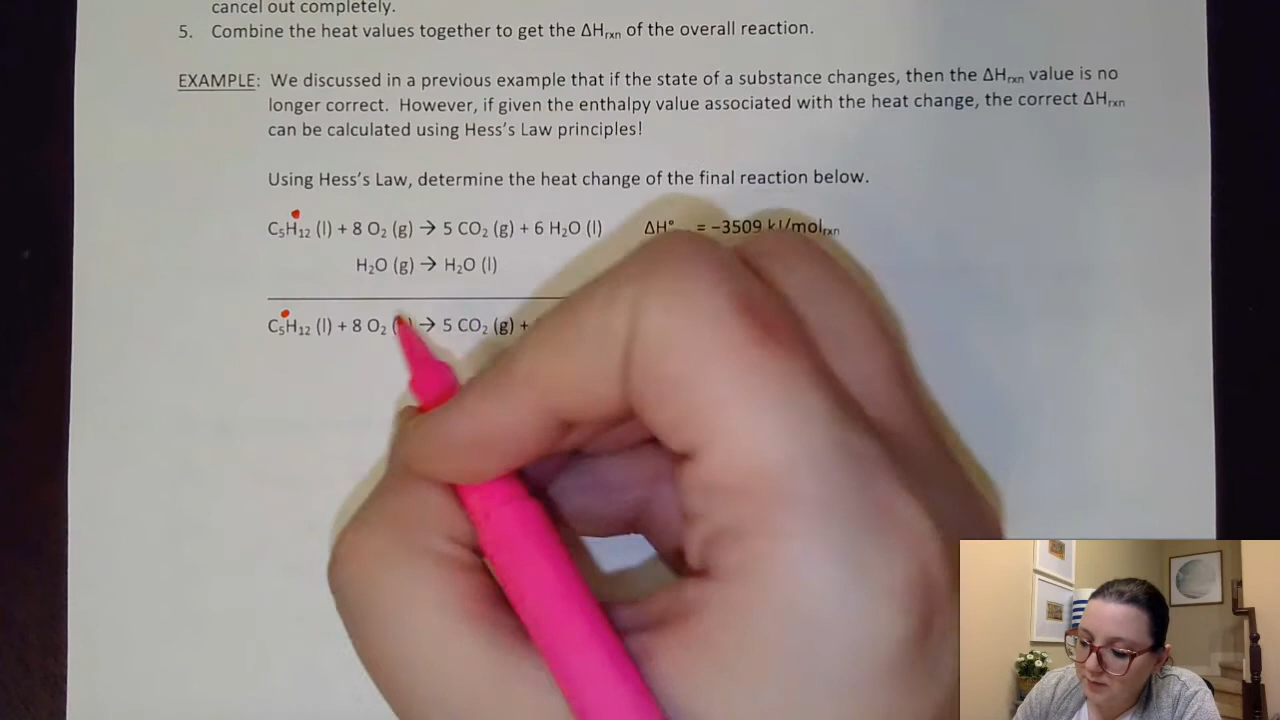 cancel out completely.
5. Combine the heat values together to get the ΔHrxn of the overall reaction.
EXAMPLE: We discussed in a previous example that if the state of a substance changes, then the ΔHrxn value is no
longer correct. However, if given the enthalpy value associated with the heat change, the correct ΔHrxn
can be calculated using Hess's Law principles!
Using Hess's Law, determine the heat change of the final reaction below.
C₅H₁₂ (l) + 8 O₂ (g) → 5 CO₂ (g) + 6 H₂O (l) ΔH° = −3509 kJ/molrxn
H₂O (g) → H₂O (l)
C₅H₁₂ (l) + 8 O₂ → 5 CO₂ (g) +